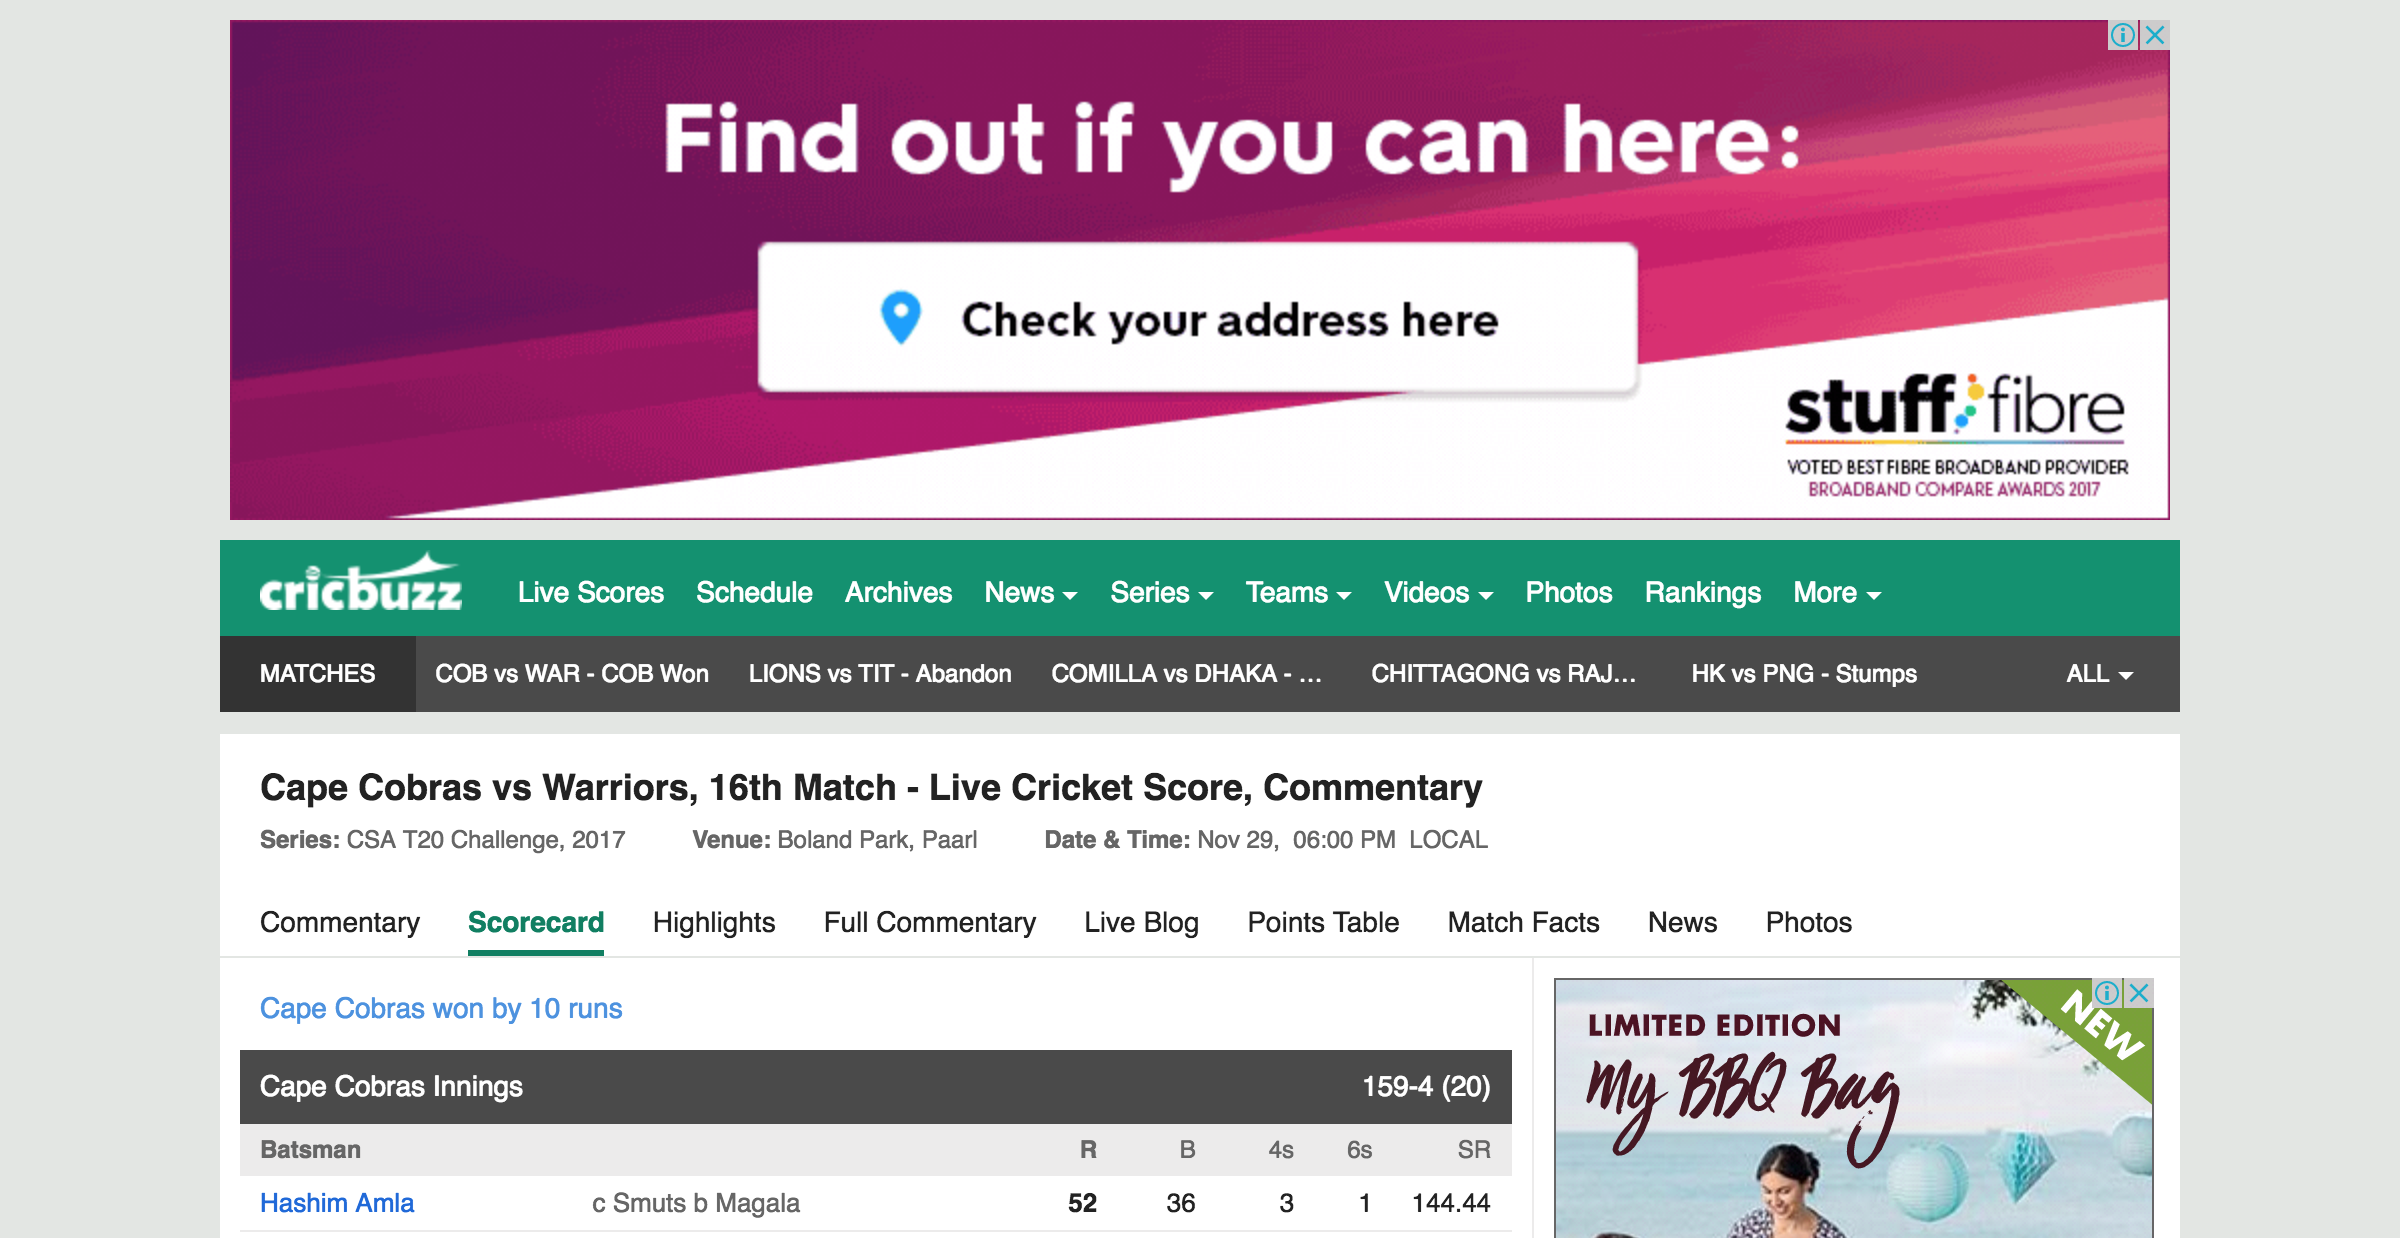 Find out if you can here:
Check your address here
stuff fibre
VOTED BEST FIBRE BROADBAND PROVIDER
BROADBAND COMPARE AWARDS 2017
cricbuzz Live Scores Schedule Archives News Series Teams Videos Photos Rankings More
MATCHES COB vs WAR - COB Won LIONS vs TIT - Abandon COMILLA vs DHAKA - ... CHITTAGONG vs RAJ... HK vs PNG - Stumps ALL
Cape Cobras vs Warriors, 16th Match - Live Cricket Score, Commentary
Series: CSA T20 Challenge, 2017 Venue: Boland Park, Paarl Date & Time: Nov 29, 06:00 PM LOCAL
Commentary Scorecard Highlights Full Commentary Live Blog Points Table Match Facts News Photos
Cape Cobras won by 10 runs
Cape Cobras Innings 159-4 (20)
Batsman R B 4s 6s SR
Hashim Amla c Smuts b Magala 52 36 3 1 144.44
LIMITED EDITION
My BBQ Bag
NEW